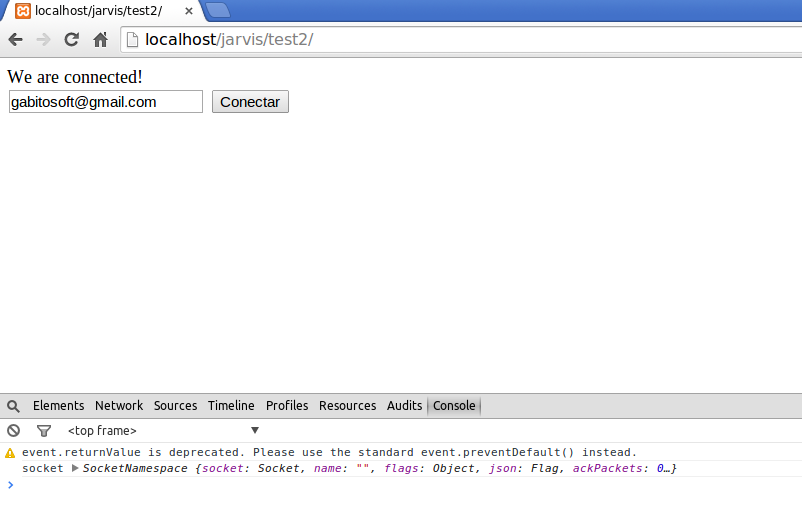 localhost/jarvis/test2/
localhost/jarvis/test2/
We are connected!
gabitosoft@gmail.com Conectar
Elements Network Sources Timeline Profiles Resources Audits Console
<top frame>
event.returnValue is deprecated. Please use the standard event.preventDefault() instead.
socket SocketNamespace {socket: Socket, name: "", flags: Object, json: Flag, ackPackets: 0…}